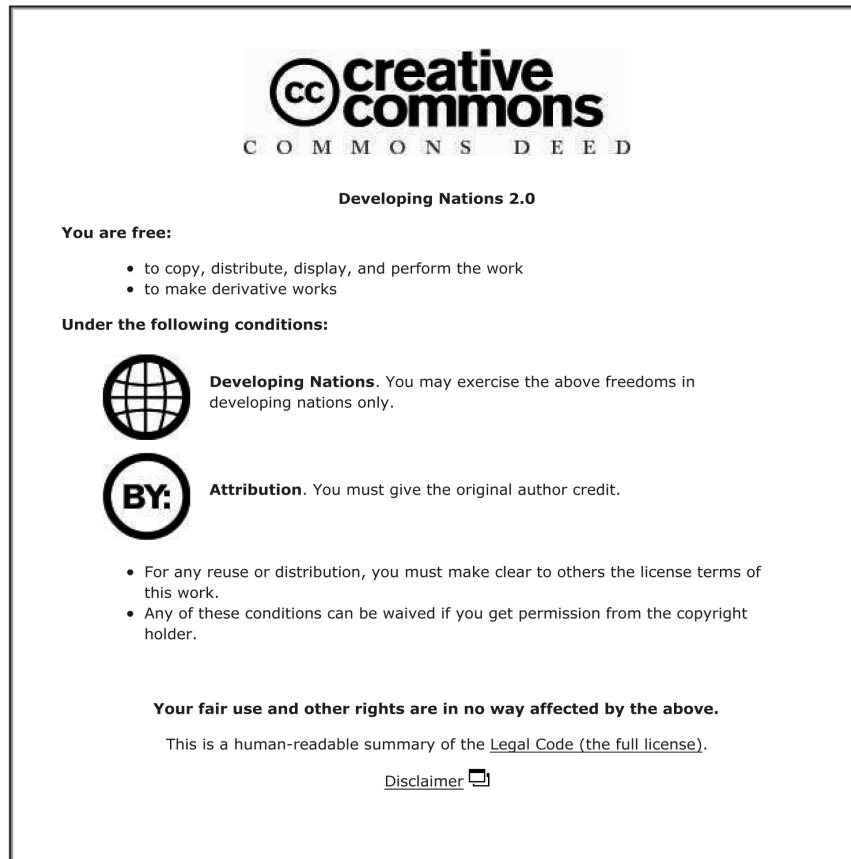 cc creative
commons
COMMONS DEED
Developing Nations 2.0
You are free:
• to copy, distribute, display, and perform the work
• to make derivative works
Under the following conditions:
Developing Nations. You may exercise the above freedoms in
developing nations only.
BY:
Attribution. You must give the original author credit.
• For any reuse or distribution, you must make clear to others the license terms of
this work.
• Any of these conditions can be waived if you get permission from the copyright
holder.
Your fair use and other rights are in no way affected by the above.
This is a human-readable summary of the Legal Code (the full license).
Disclaimer